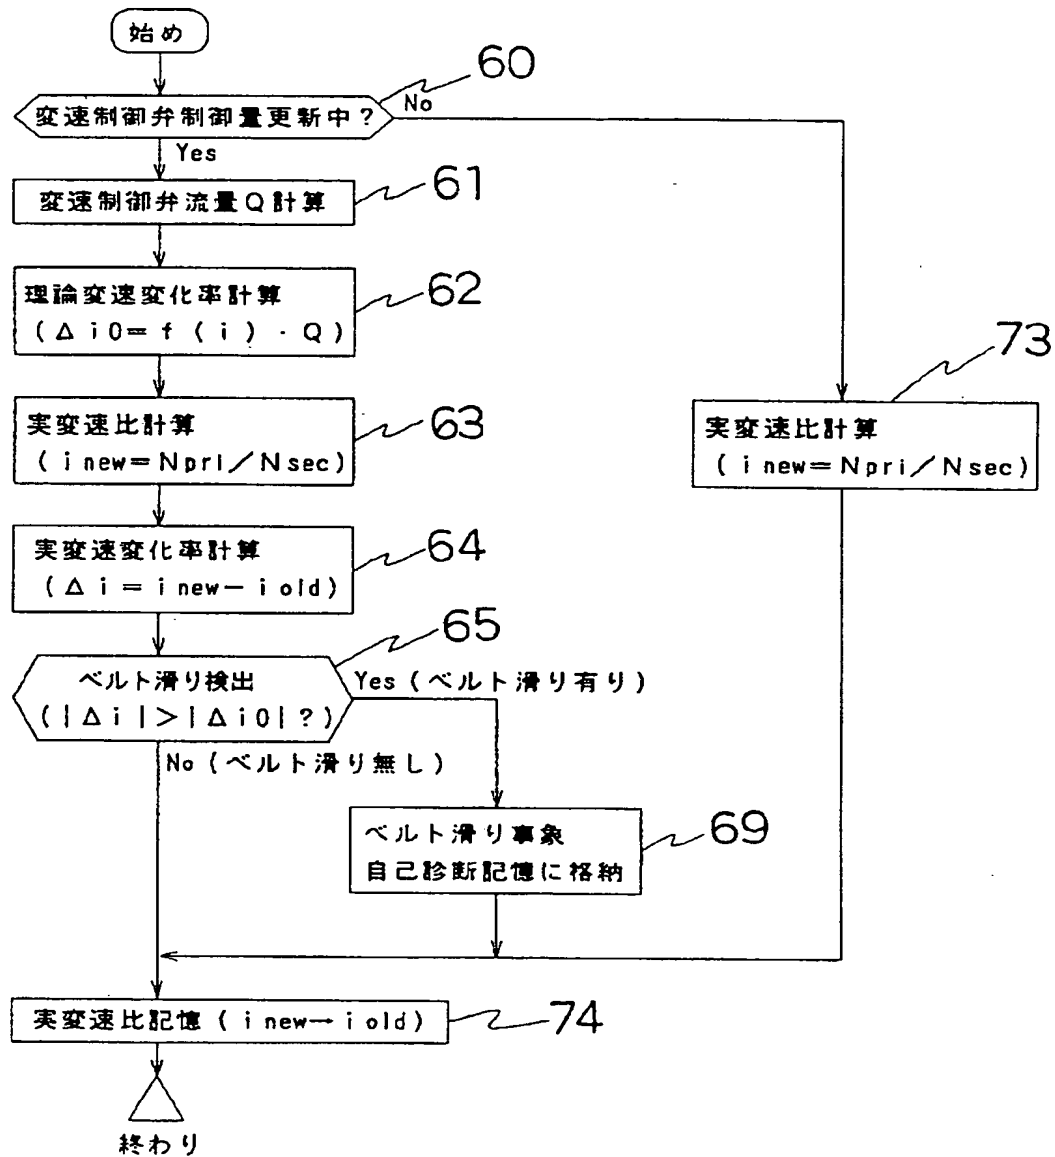 始め
60
変速制御弁制御量更新中？
No
Yes
変速制御弁流量Q計算
61
理論変速変化率計算
(Δi0=f(i)・Q)
62
実変速比計算
(inew=Npri/Nsec)
63
実変速比計算
(inew=Npri/Nsec)
73
実変速変化率計算
(Δi=inew-iold)
64
ベルト滑り検出
(|Δi|>|Δi0|?)
65
Yes(ベルト滑り有り)
No(ベルト滑り無し)
ベルト滑り事象
自己診断記憶に格納
69
実変速比記憶(inew→iold)
74
終わり